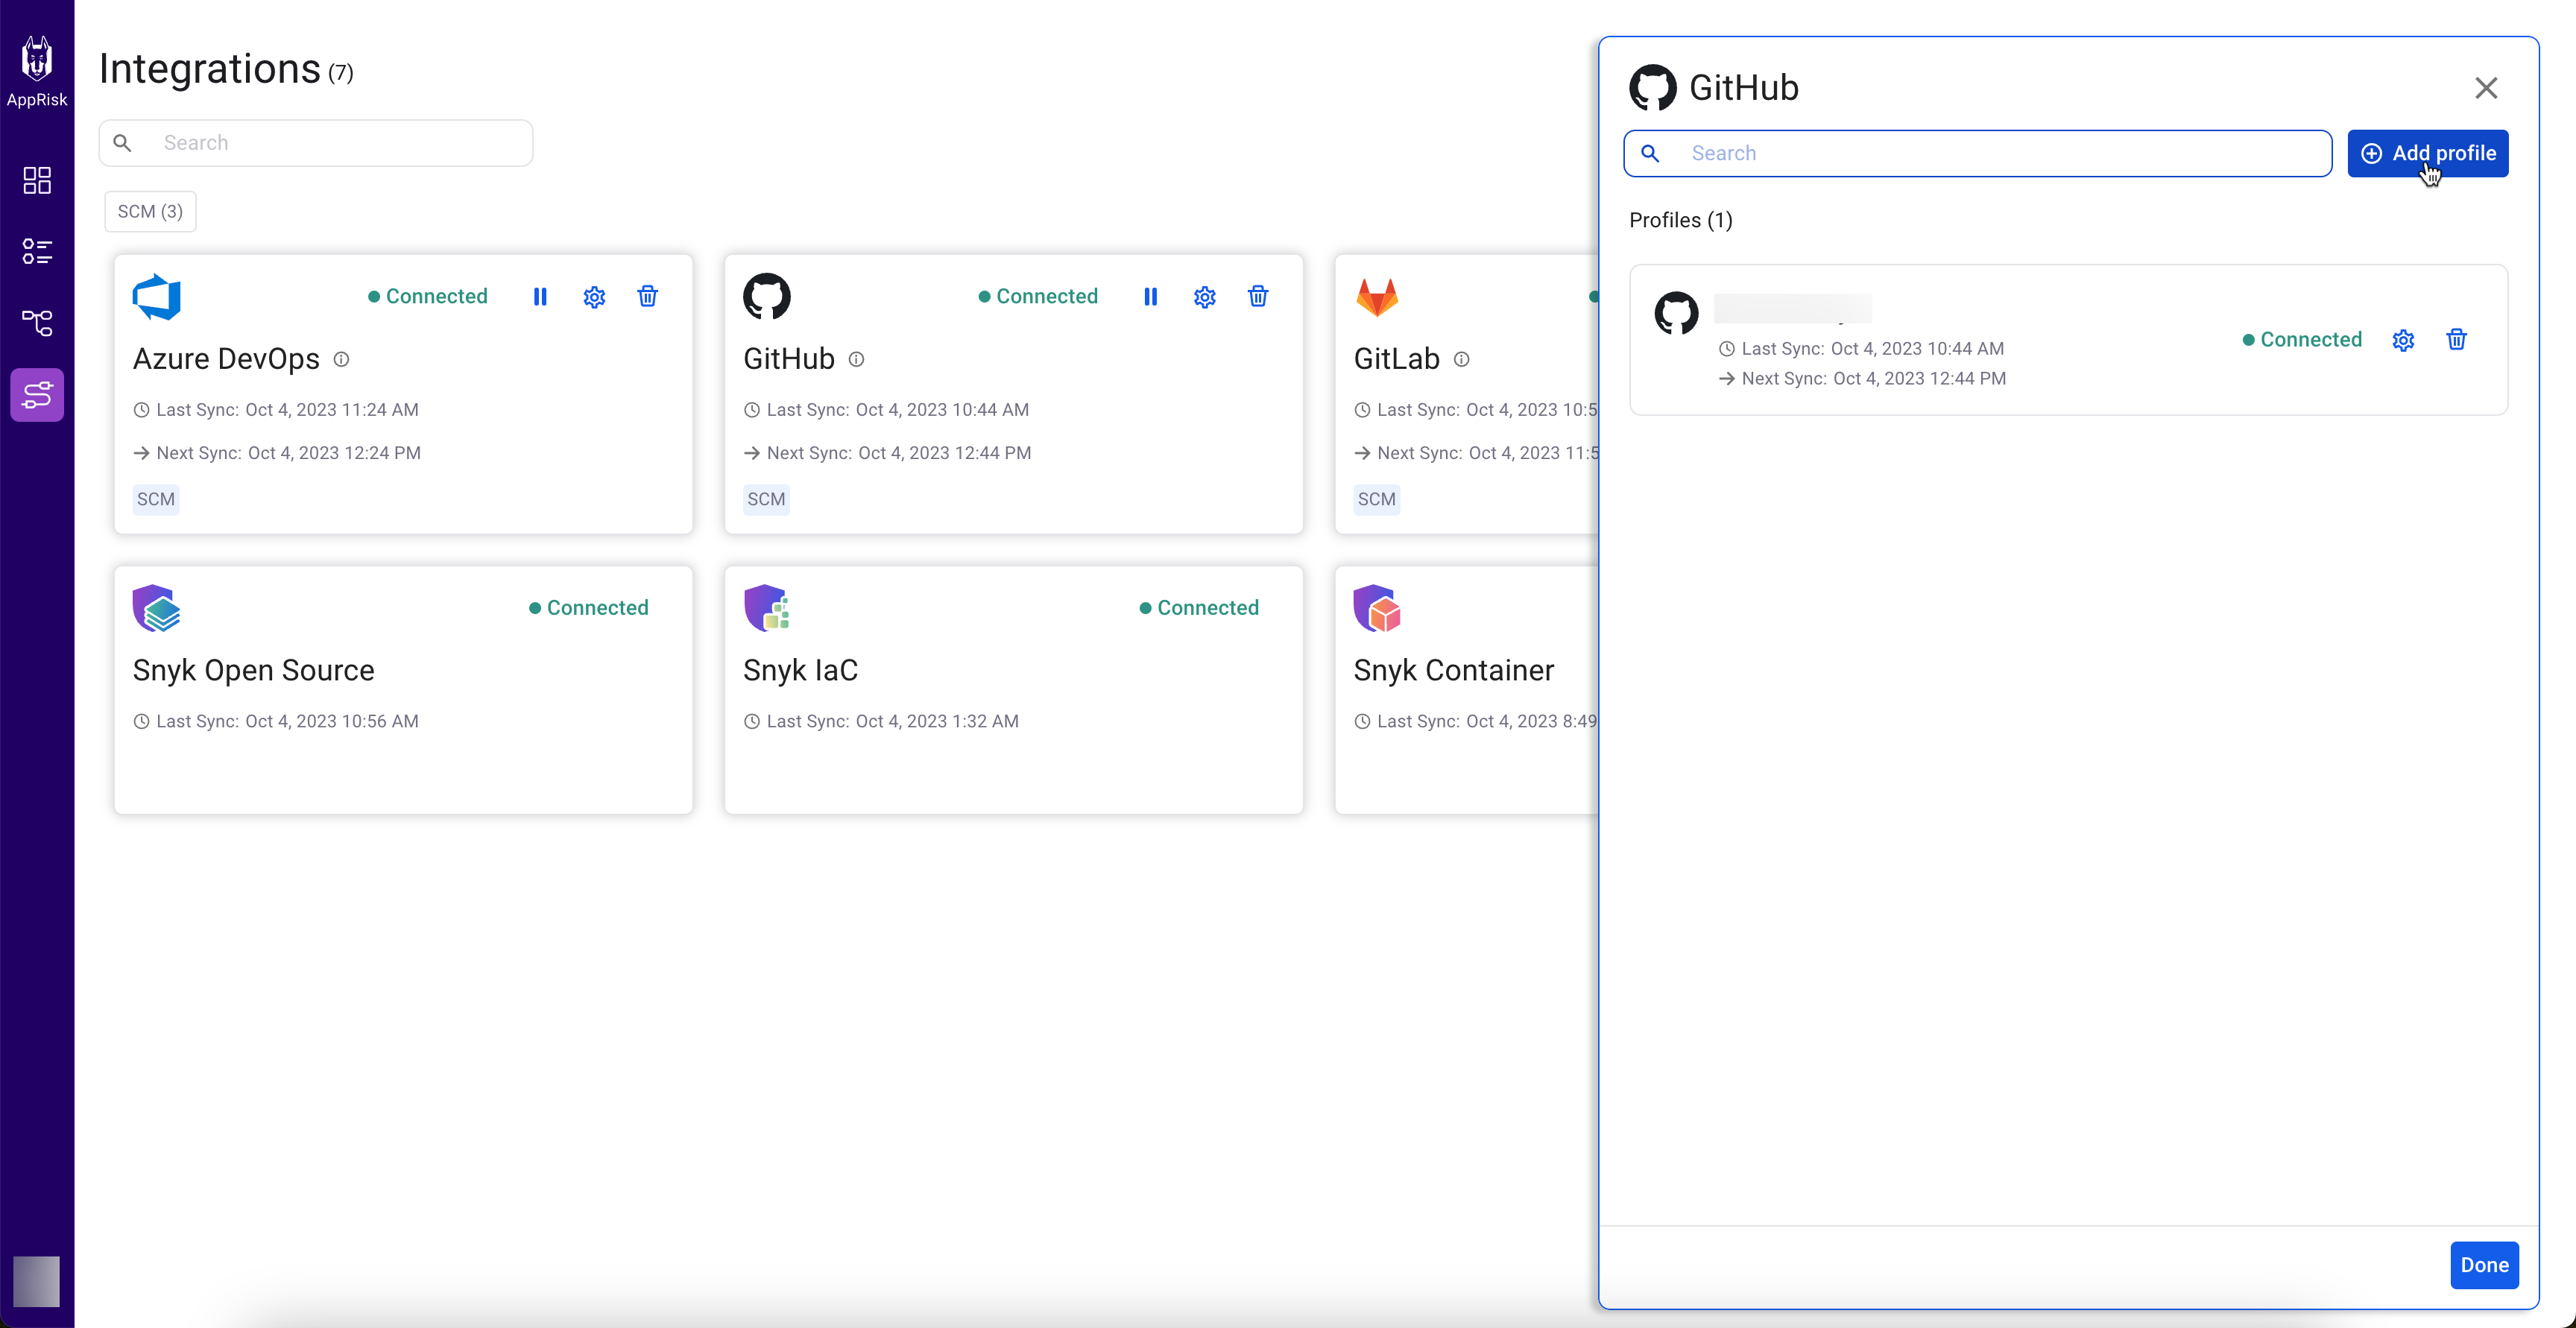 AppRisk
Integrations (7)
Search
SCM (3)
Connected
Azure DevOps
Last Sync: Oct 4, 2023 11:24 AM
Next Sync: Oct 4, 2023 12:24 PM
SCM
Connected
GitHub
Last Sync: Oct 4, 2023 10:44 AM
Next Sync: Oct 4, 2023 12:44 PM
SCM
GitLab
Last Sync: Oct 4, 2023 10:5
Next Sync: Oct 4, 2023 11:5
SCM
Connected
Snyk Open Source
Last Sync: Oct 4, 2023 10:56 AM
Connected
Snyk IaC
Last Sync: Oct 4, 2023 1:32 AM
Snyk Container
Last Sync: Oct 4, 2023 8:49
GitHub
Search
Add profile
Profiles (1)
Last Sync: Oct 4, 2023 10:44 AM
Next Sync: Oct 4, 2023 12:44 PM
Connected
Done